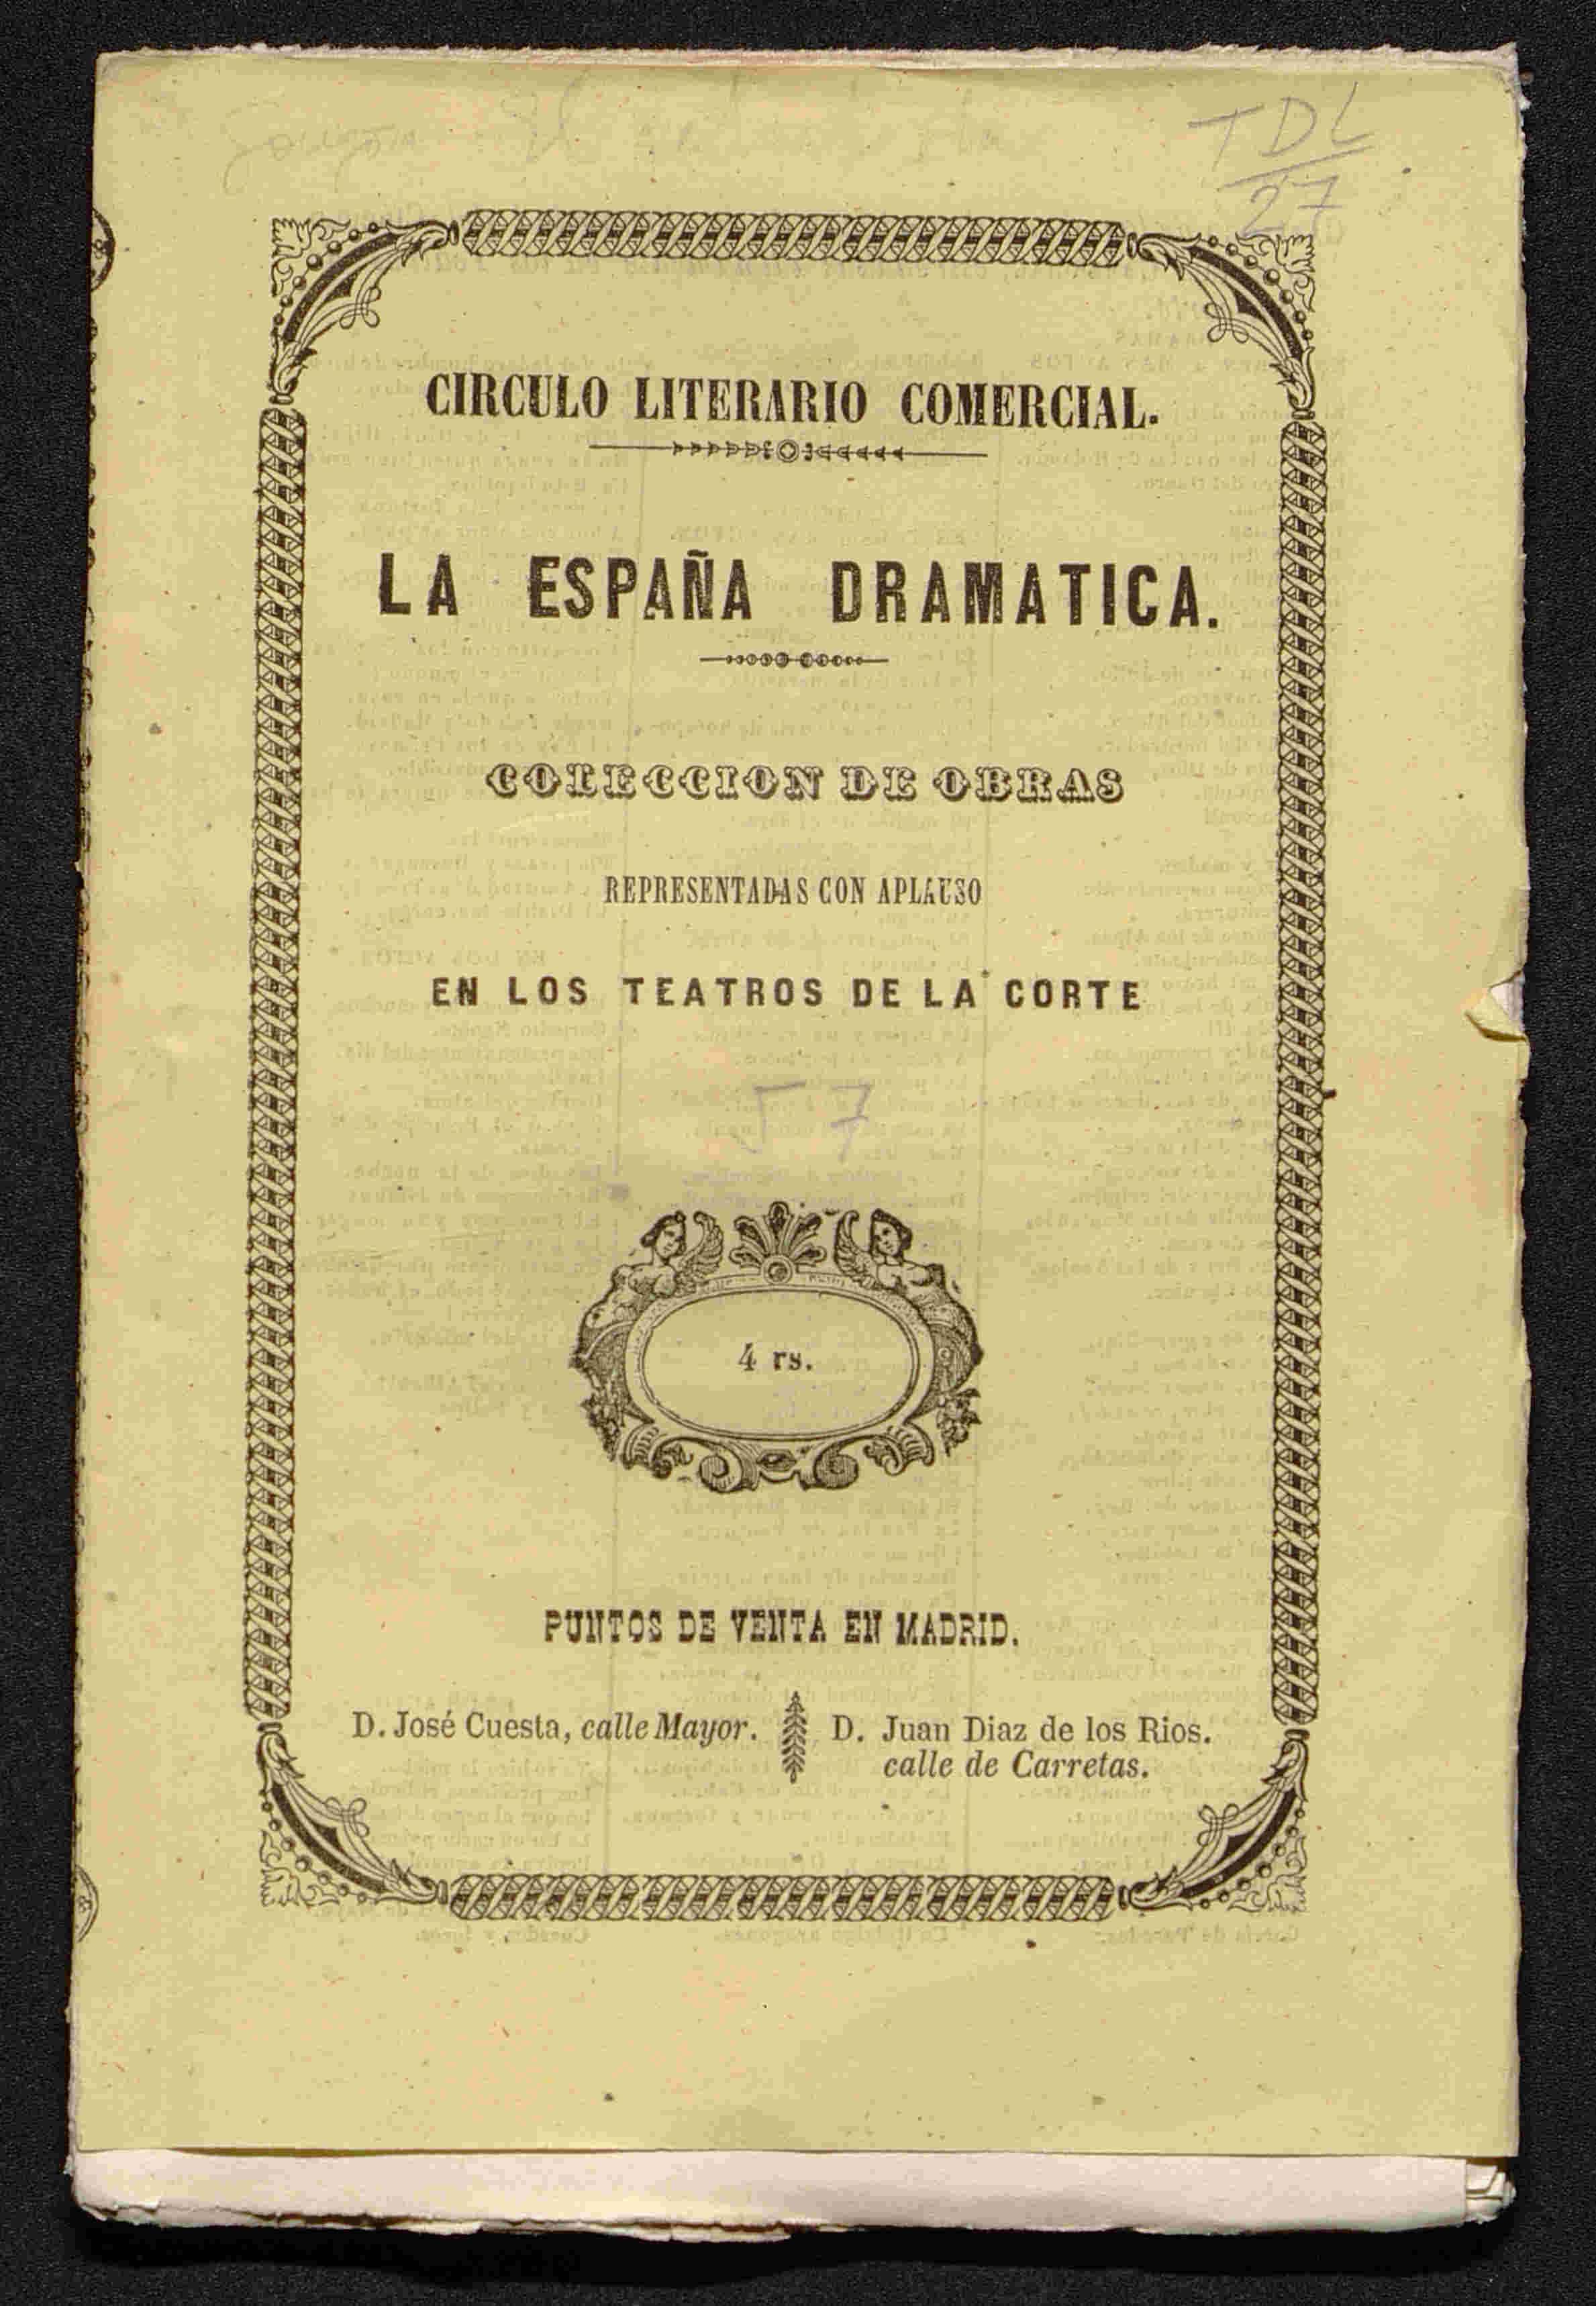 TDL
27
CIRCULO LITERARIO COMERCIAL.
LA ESPAÑA DRAMATICA.
COLECCION DE OBRAS
REPRESENTADAS CON APLAUSO
EN LOS TEATROS DE LA CORTE
57
4 rs.
PUNTOS DE VENTA EN MADRID.
D. José Cuesta, calle Mayor.
D. Juan Diaz de los Rios.
calle de Carretas.